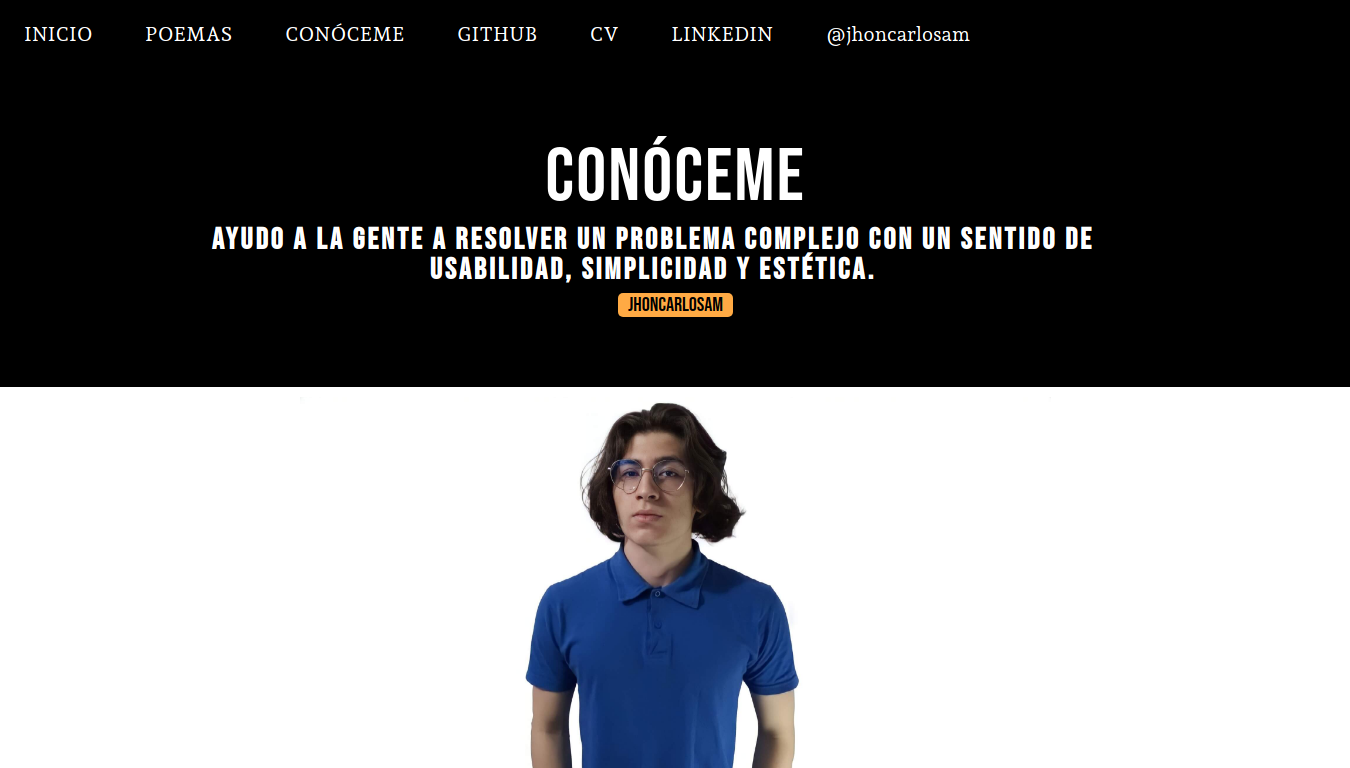 INICIO POEMAS CONÓCEME GITHUB CV LINKEDIN @jhoncarlosam
CONÓCEME
AYUDO A LA GENTE A RESOLVER UN PROBLEMA COMPLEJO CON UN SENTIDO DE
USABILIDAD, SIMPLICIDAD Y ESTÉTICA.
JHONCARLOSAM